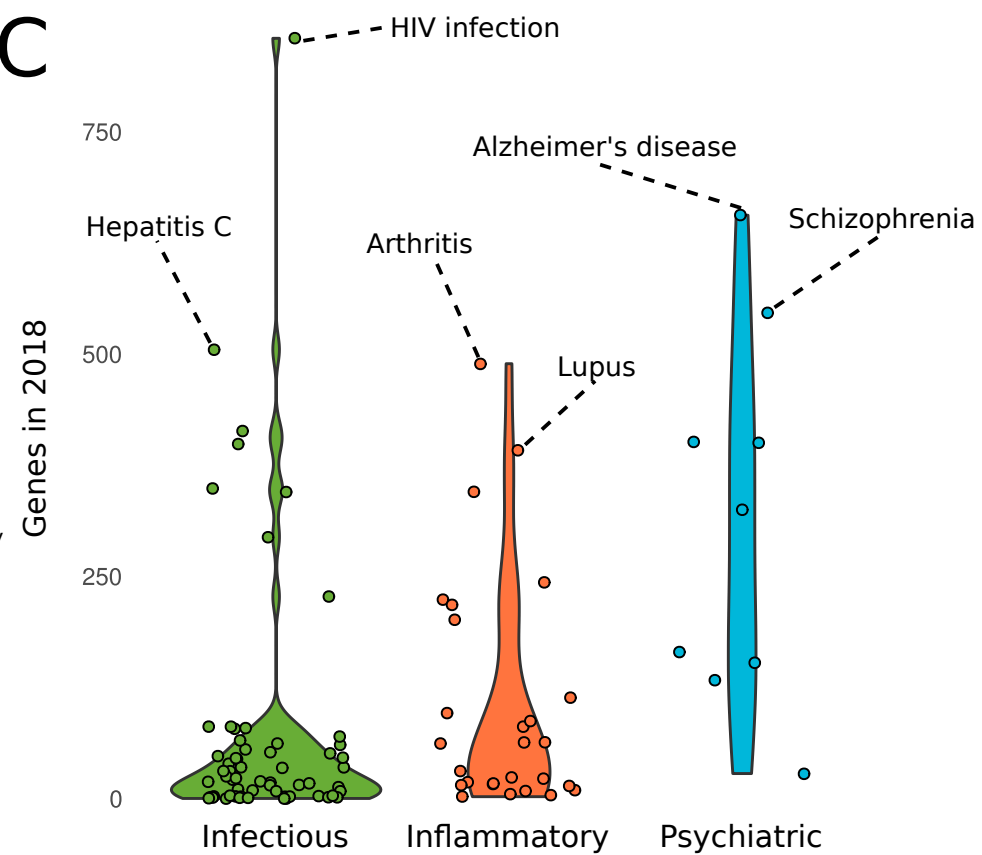 C
HIV infection
750
Alzheimer's disease
Schizophrenia
Hepatitis C
Arthritis
500
Lupus
Genes in 2018
250
0
Infectious
Inflammatory
Psychiatric